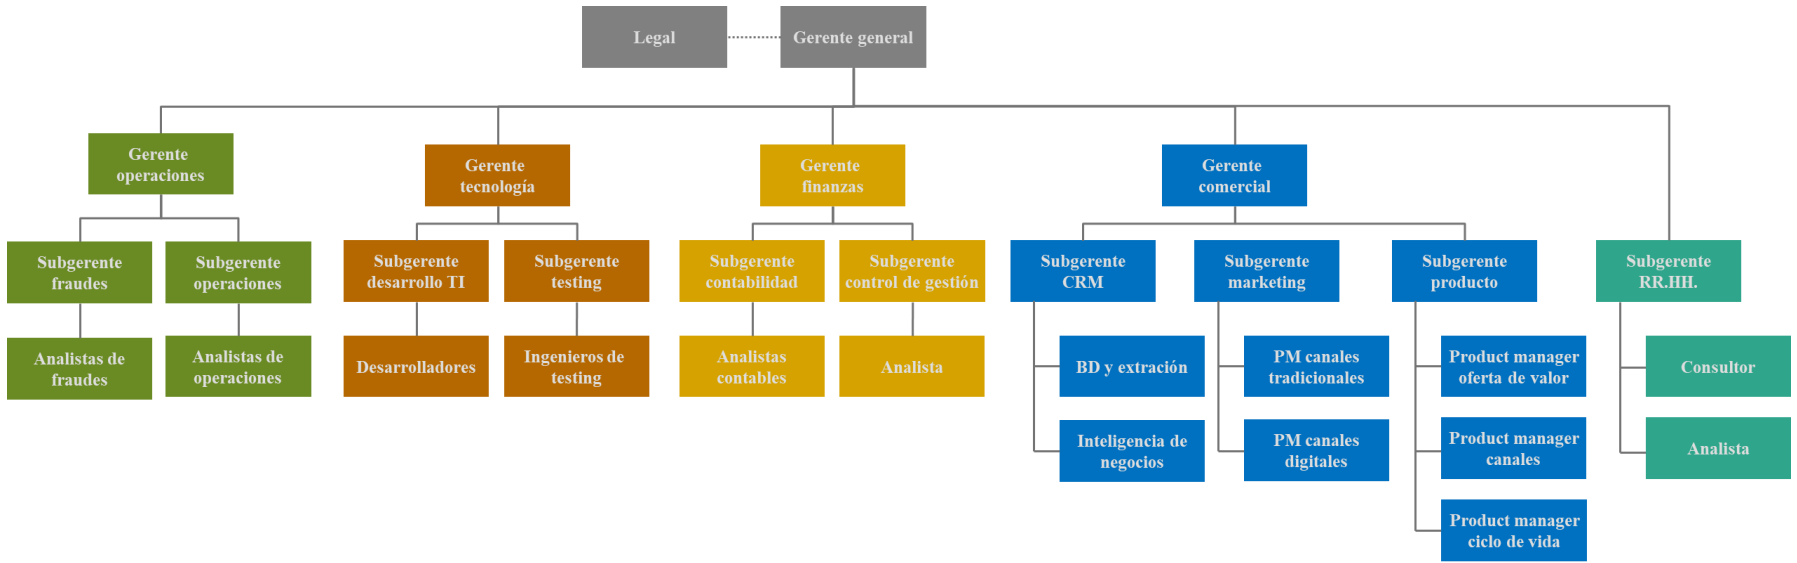 Legal
Gerente general
Gerente
operaciones
Gerente
tecnología
Gerente
finanzas
Gerente
comercial
Subgerente
fraudes
Subgerente
operaciones
Subgerente
desarrollo TI
Subgerente
testing
Subgerente
contabilidad
Subgerente
control de gestión
Subgerente
CRM
Subgerente
marketing
Subgerente
producto
Subgerente
RR.HH.
Analistas de
fraudes
Analistas de
operaciones
Desarrolladores
Ingenieros de
testing
Analistas
contables
Analista
BD y extracción
PM canales
tradicionales
Product manager
oferta de valor
Consultor
Inteligencia de
negocios
PM canales
digitales
Product manager
canales
Analista
Product manager
ciclo de vida